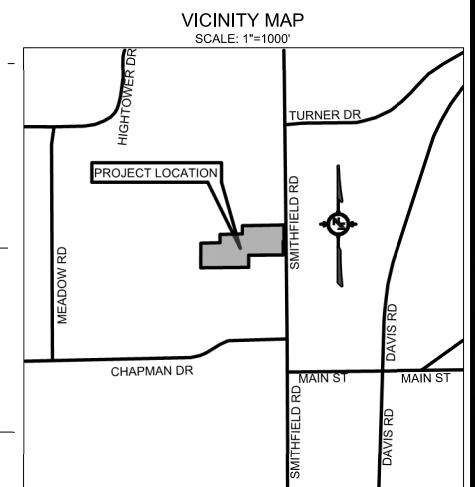 VICINITY MAP
SCALE: 1"=1000'
HIGHTOWER DR
TURNER DR
PROJECT LOCATION
SMITHFIELD RD
MEADOW RD
DAVIS RD
CHAPMAN DR
MAIN ST
MAIN ST
SMITHFIELD RD
DAVIS RD